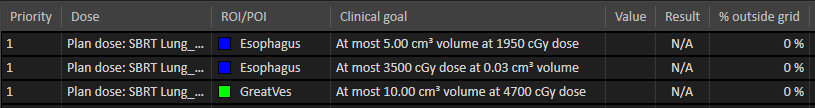 Priority Dose ROI/POI Clinical goal Value Result % outside grid
1 Plan dose: SBRT Lung_... Esophagus At most 5.00 cm³ volume at 1950 cGy dose N/A 0 %
1 Plan dose: SBRT Lung_... Esophagus At most 3500 cGy dose at 0.03 cm³ volume N/A 0 %
1 Plan dose: SBRT Lung_... GreatVes At most 10.00 cm³ volume at 4700 cGy dose N/A 0 %